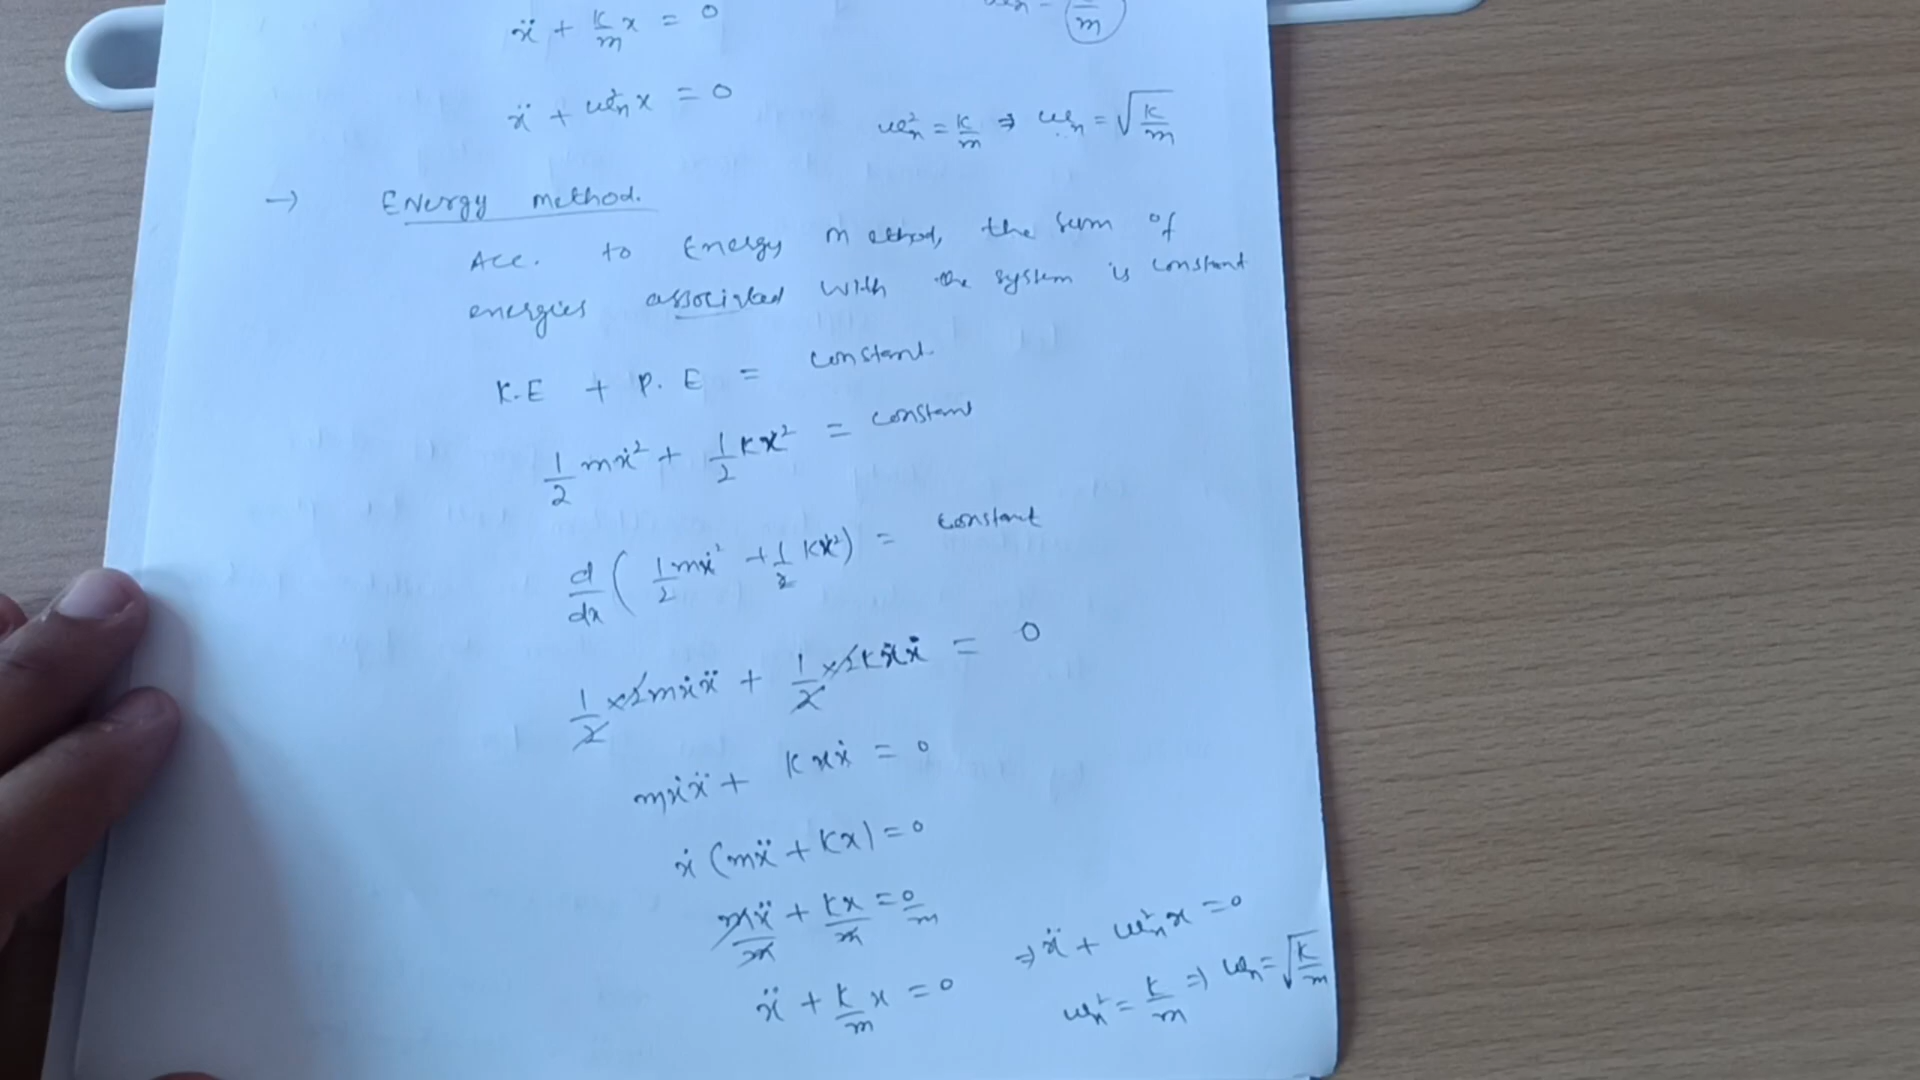 ẍ + k/m x = 0
m
ẍ + ωn² x = 0
ωn² = k/m ⇒ ωn = √(k/m)
→ Energy method.
Acc. to Energy method, the sum of
energies associated with the system is constant
K.E + P.E = constant.
1/2 mẋ² + 1/2 kx² = constant
d/dx ( 1/2 mẋ² + 1/2 kx² ) = constant
1/2 × 2mẋẍ + 1/2 × 2kẋẋ = 0
mẋẍ + kxẋ = 0
ẋ (mẍ + kx) = 0
mẍ/m + kx/m = 0/m
ẍ + k/m x = 0
⇒ ẍ + ωn² x = 0
ωn² = k/m ⇒ ωn = √(k/m)